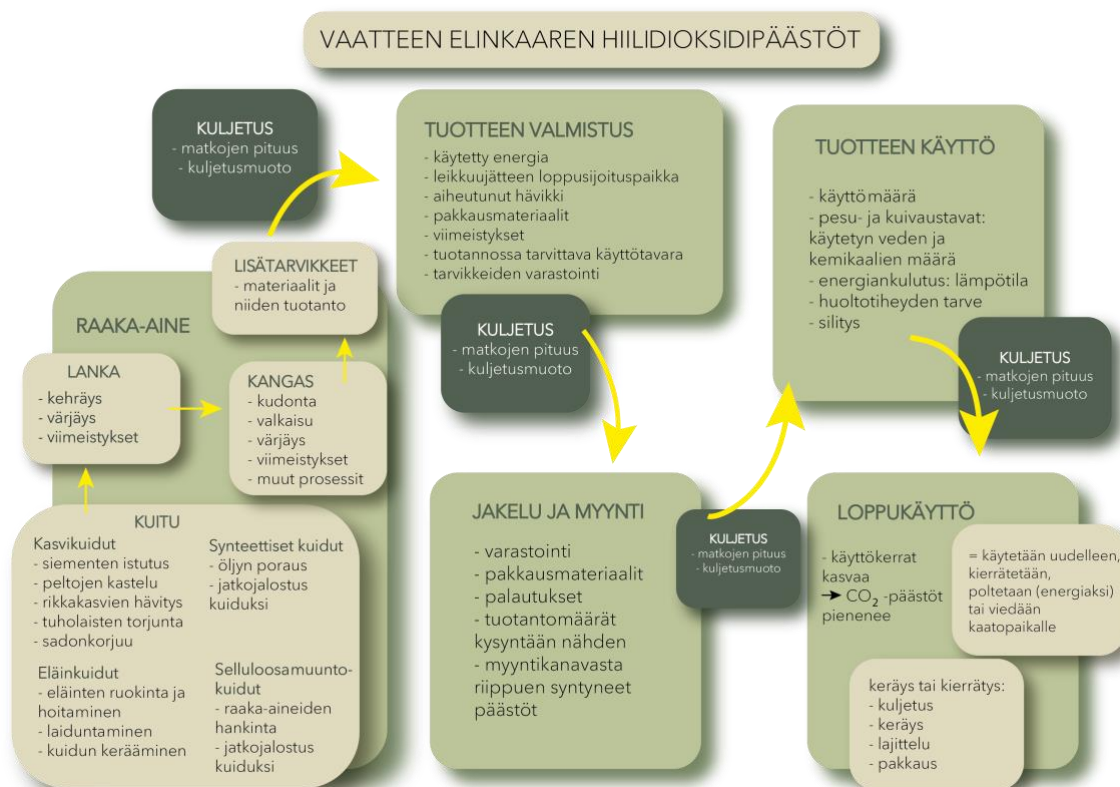 VAATTEEN ELINKAAREN HIILIDIOKSIDIPÄÄSTÖT
RAAKA-AINE
KUITU
Kasvikuidut
- siementen istutus
- peltojen kastelu
- rikkakasvien hävitys
- tuholaisten torjunta
- sadonkorjuu
Synteettiset kuidut
- öljyn poraus
- jatkojalostus
kuiduksi
Eläinkuidut
- eläinten ruokinta ja
hoitaminen
- laiduntaminen
- kuidun kerääminen
Selluloosamuunto-
kuidut
- raaka-aineiden
hankinta
- jatkojalostus
kuiduksi
LANKA
- kehräys
- värjäys
- viimeistykset
KANGAS
- kudonta
- valkaisu
- värjäys
- viimeistykset
- muut prosessit
LISÄTARVIKKEET
- materiaalit ja
niiden tuotanto
KULJETUS
- matkojen pituus
- kuljetusmuoto
TUOTTEEN VALMISTUS
- käytetty energia
- leikkuujätteen loppusijoituspaikka
- aiheutunut hävikki
- pakkausmateriaalit
- viimeistykset
- tuotannossa tarvittava käyttötavara
- tarvikkeiden varastointi
KULJETUS
- matkojen pituus
- kuljetusmuoto
JAKELU JA MYYNTI
- varastointi
- pakkausmateriaalit
- palautukset
- tuotantomäärät
kysyntään nähden
- myyntikanavasta
riippuen syntyneet
päästöt
KULJETUS
- matkojen pituus
- kuljetusmuoto
TUOTTEEN KÄYTTÖ
- käyttömäärä
- pesu- ja kuivaustavat:
käytetyn veden ja
kemikaalien määrä
- energiankulutus: lämpötila
- huoltotiheyden tarve
- silitys
KULJETUS
- matkojen pituus
- kuljetusmuoto
LOPPUKÄYTTÖ
- käyttökerrat
kasvaa
→ CO₂ -päästöt
pienenee
= käytetään uudelleen,
kierrätetään,
poltetaan (energiaksi)
tai viedään
kaatopaikalle
keräys tai kierrätys:
- kuljetus
- keräys
- lajittelu
- pakkaus